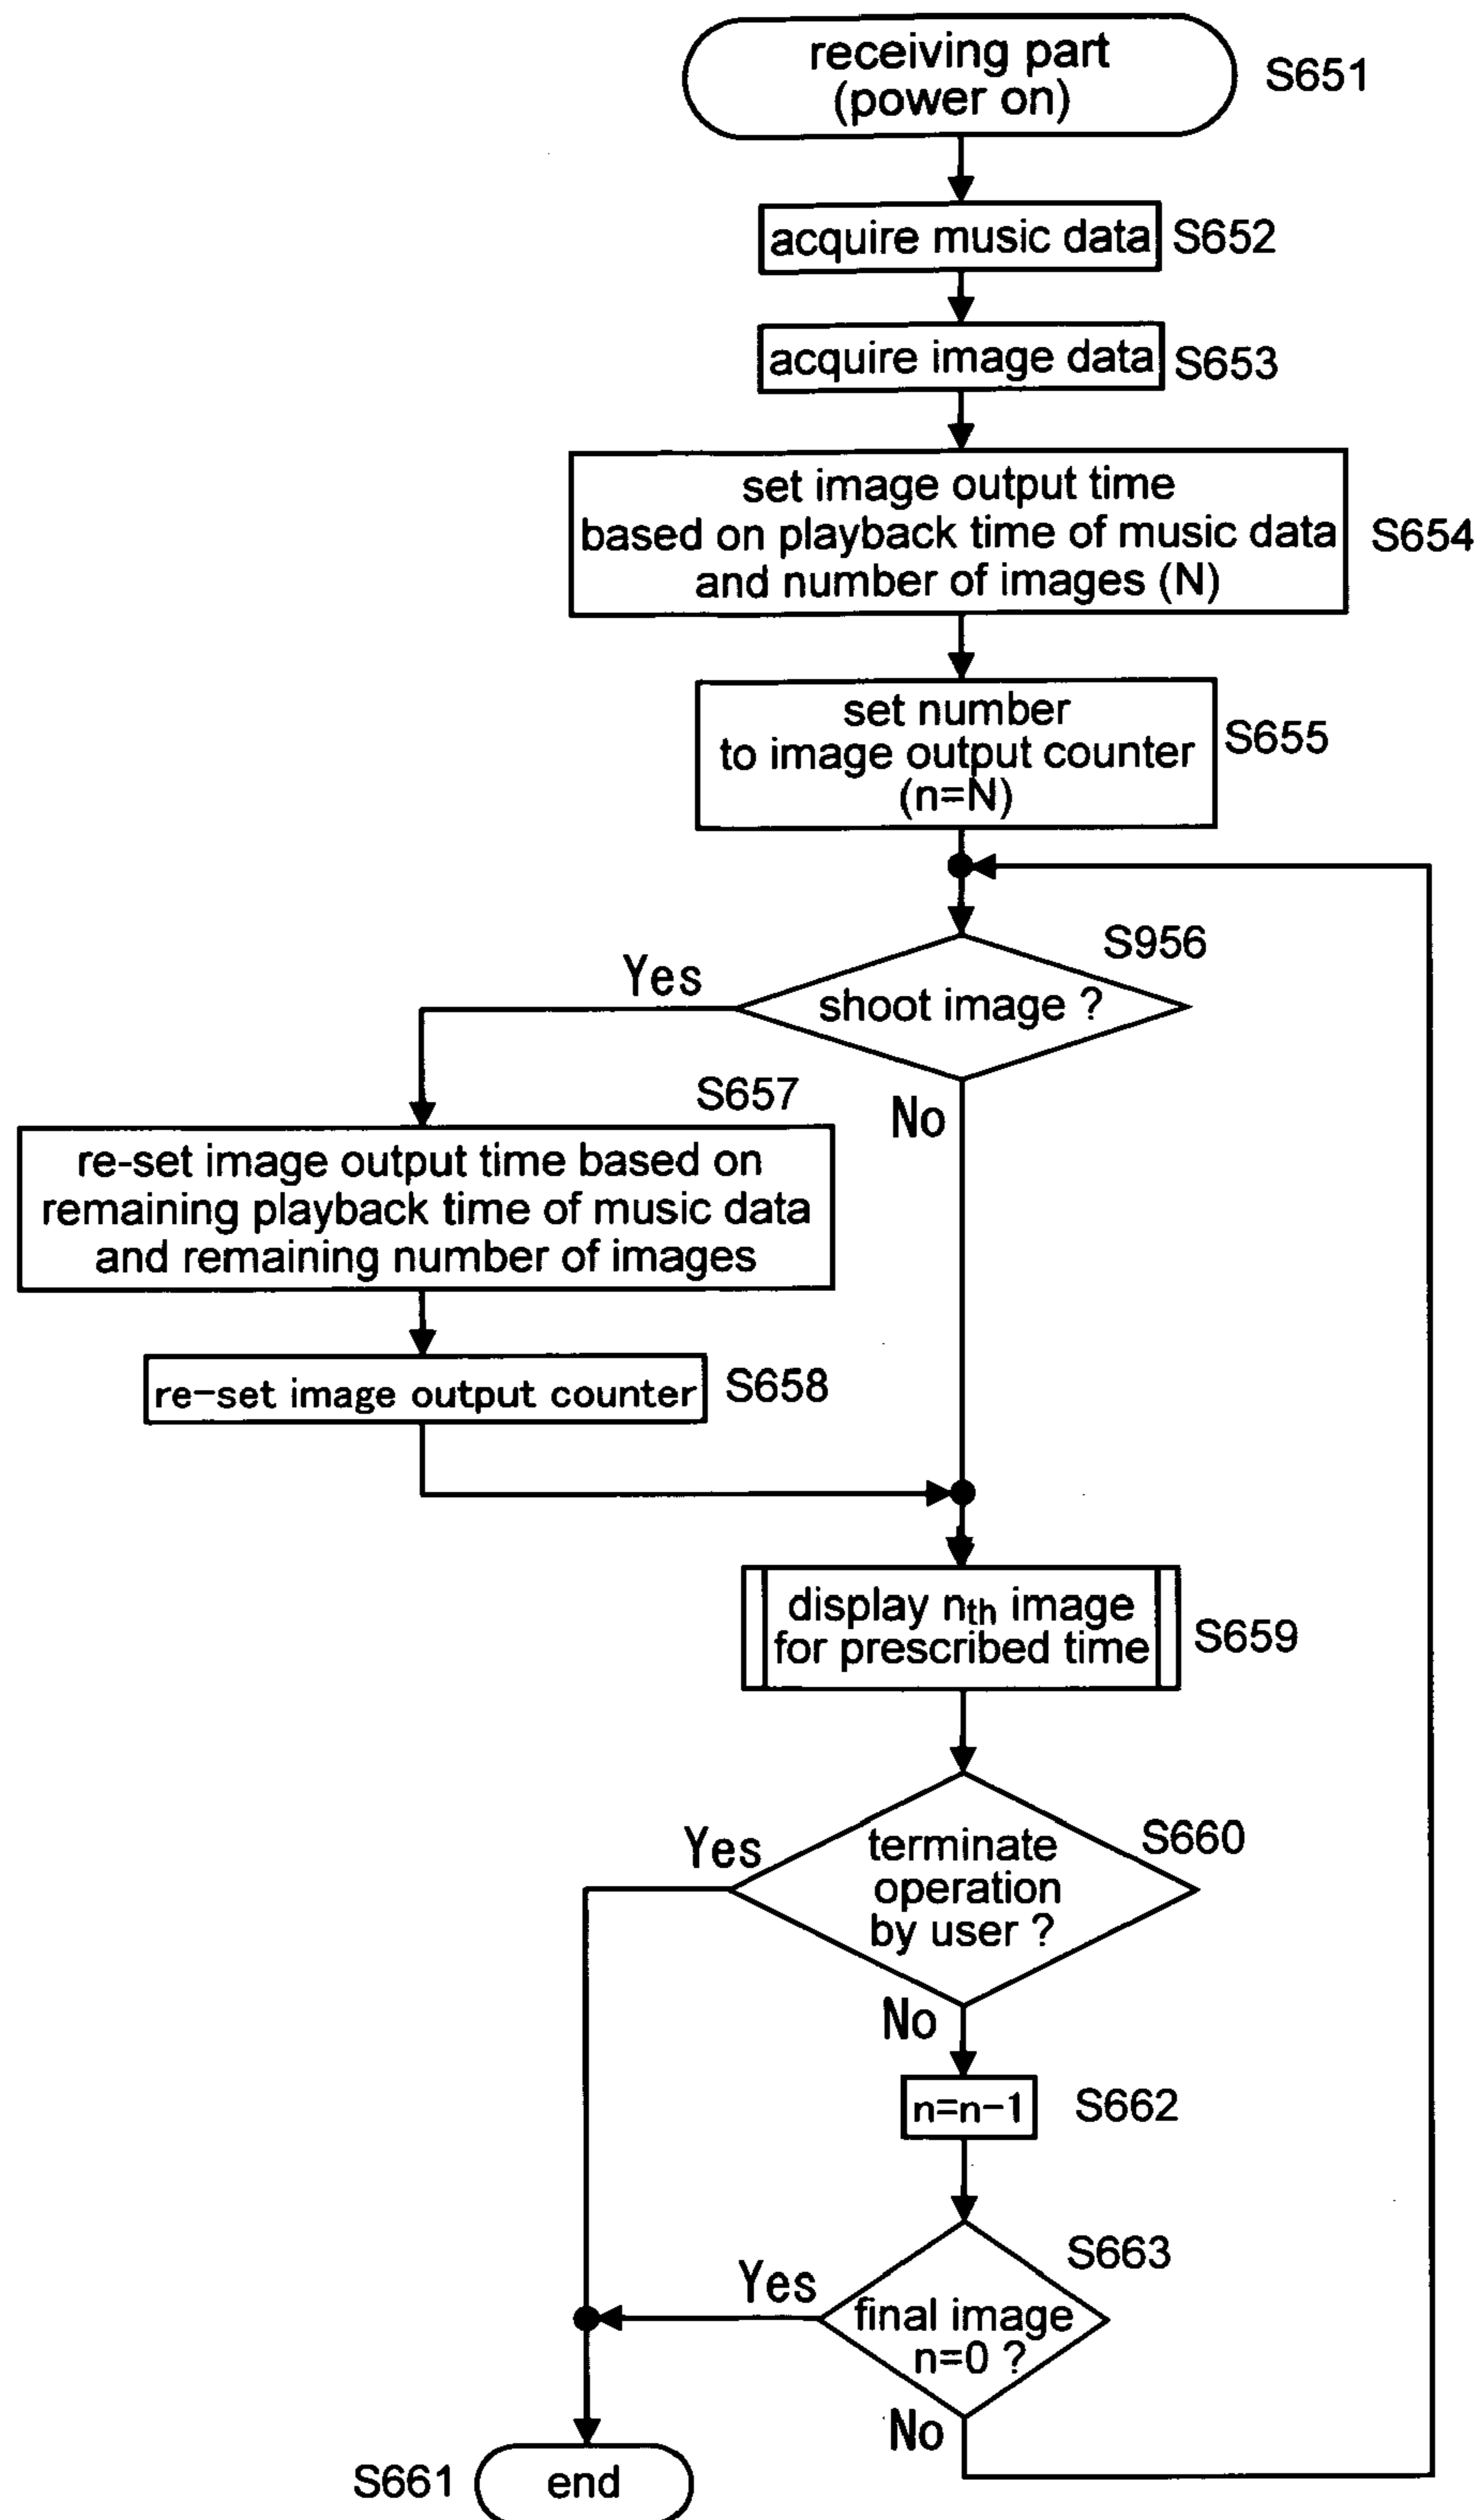 receiving part
(power on)
S651
acquire music data
S652
acquire image data
S653
set image output time
based on playback time of music data
and number of images (N)
S654
set number
to image output counter
(n=N)
S655
S956
Yes
shoot image ?
No
S657
re-set image output time based on
remaining playback time of music data
and remaining number of images
re-set image output counter
S658
display nth image
for prescribed time
S659
Yes
terminate
operation
by user ?
S660
No
n=n-1
S662
S663
Yes
final image
n=0 ?
No
S661
end